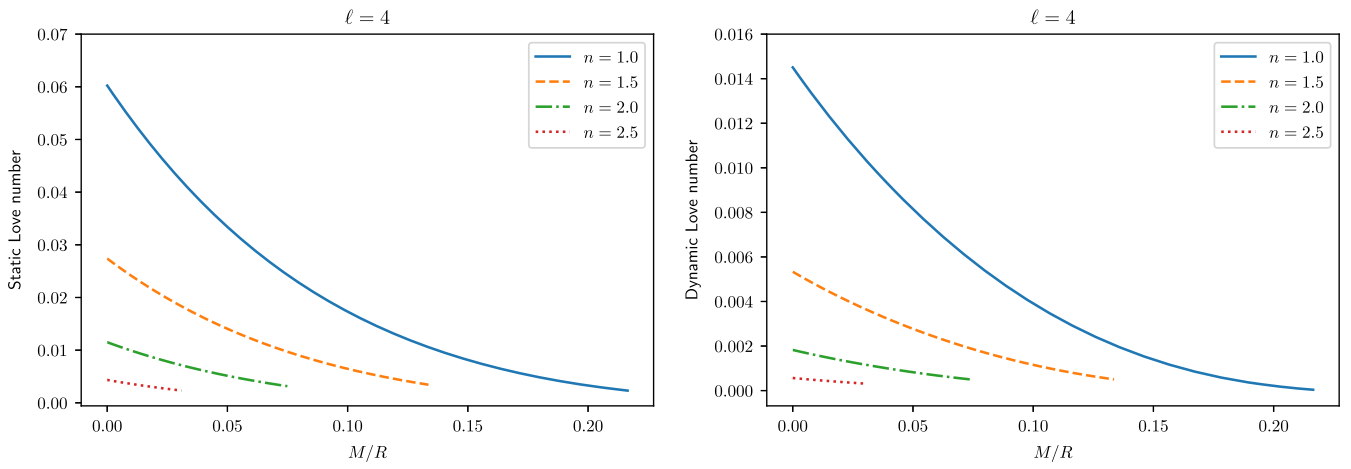 ℓ = 4
0.07
0.06
0.05
0.04
0.03
0.02
0.01
0.00
Static Love number
n = 1.0
n = 1.5
n = 2.0
n = 2.5
0.00 0.05 0.10 0.15 0.20
M/R
ℓ = 4
0.016
0.014
0.012
0.010
0.008
0.006
0.004
0.002
0.000
Dynamic Love number
n = 1.0
n = 1.5
n = 2.0
n = 2.5
0.00 0.05 0.10 0.15 0.20
M/R